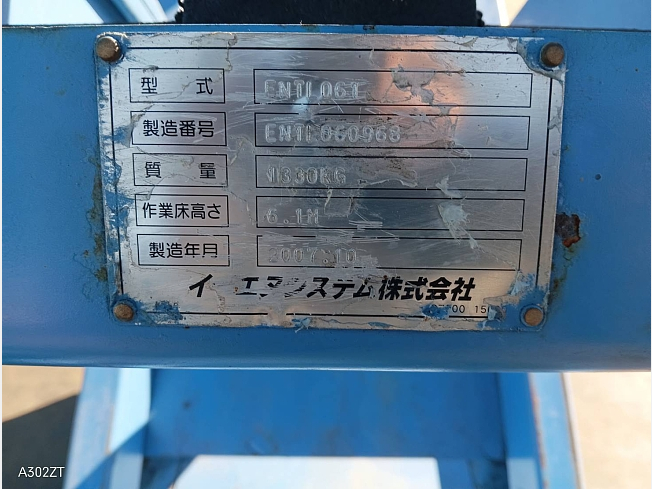 型式 ENTL061
製造番号 ENTL060968
質量 1330KG
作業床高さ 6.1M
製造年月 2007.10
イ エアシステム株式会社
A302ZT